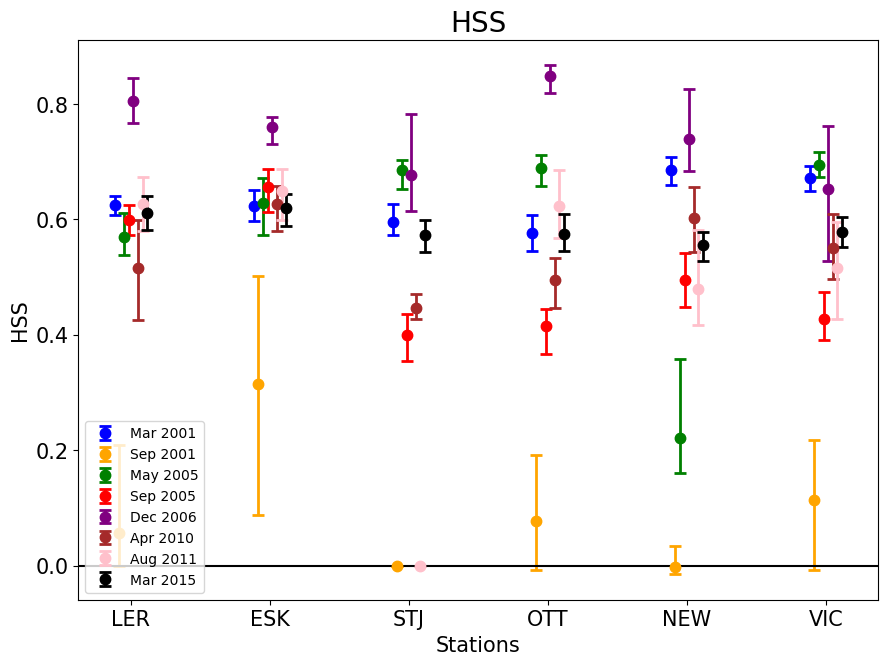 HSS
HSS
0.8
0.6
0.4
0.2
0.0
Mar 2001
Sep 2001
May 2005
Sep 2005
Dec 2006
Apr 2010
Aug 2011
Mar 2015
LER ESK STJ OTT NEW VIC
Stations